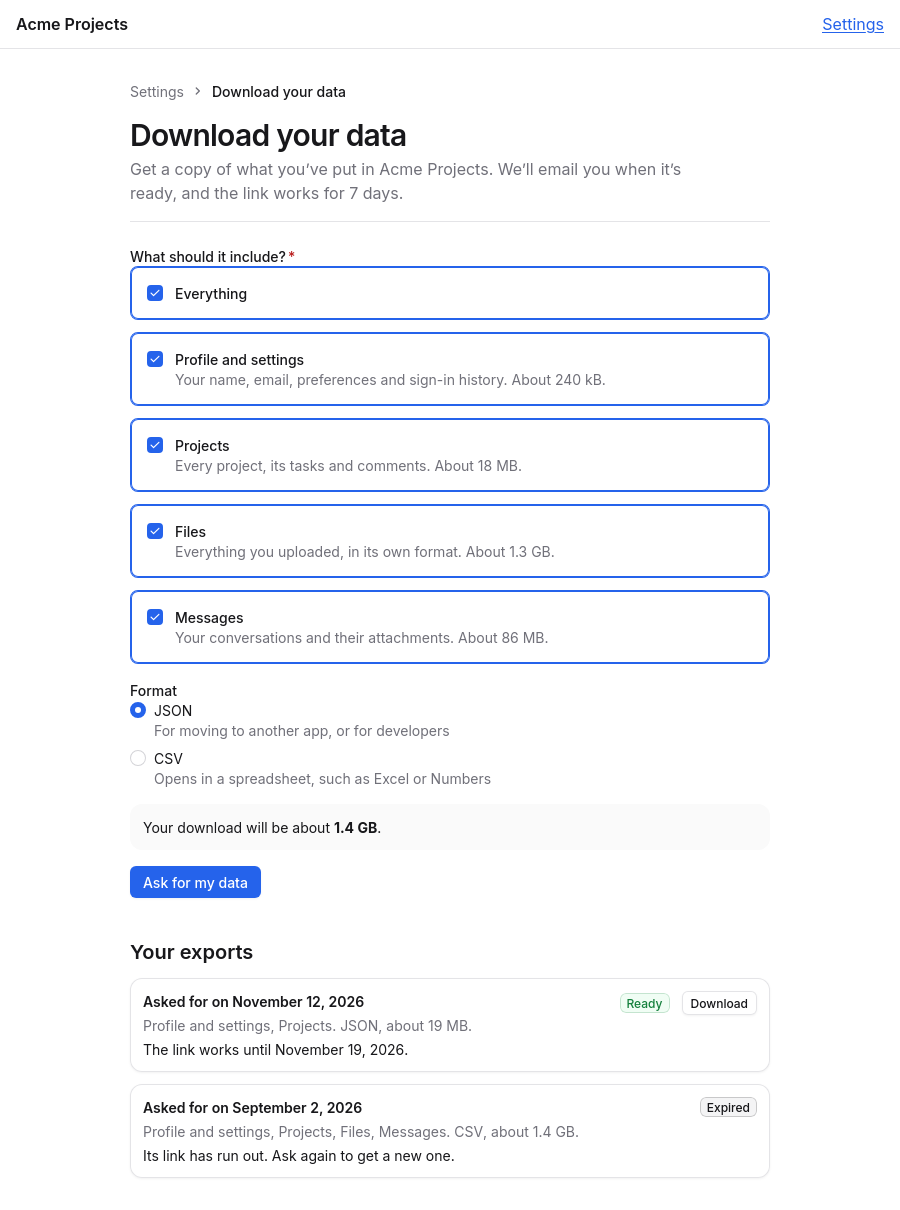 Acme Projects
Settings
Settings > Download your data
Download your data
Get a copy of what you’ve put in Acme Projects. We’ll email you when it’s
ready, and the link works for 7 days.
What should it include? *
Everything
Profile and settings
Your name, email, preferences and sign-in history. About 240 kB.
Projects
Every project, its tasks and comments. About 18 MB.
Files
Everything you uploaded, in its own format. About 1.3 GB.
Messages
Your conversations and their attachments. About 86 MB.
Format
JSON
For moving to another app, or for developers
CSV
Opens in a spreadsheet, such as Excel or Numbers
Your download will be about 1.4 GB.
Ask for my data
Your exports
Asked for on November 12, 2026
Ready
Download
Profile and settings, Projects. JSON, about 19 MB.
The link works until November 19, 2026.
Asked for on September 2, 2026
Expired
Profile and settings, Projects, Files, Messages. CSV, about 1.4 GB.
Its link has run out. Ask again to get a new one.